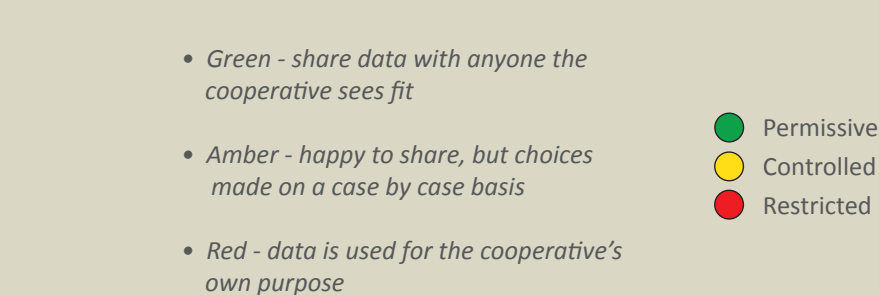 • Green - share data with anyone the
cooperative sees fit
• Amber - happy to share, but choices
made on a case by case basis
• Red - data is used for the cooperative’s
own purpose
Permissive
Controlled
Restricted